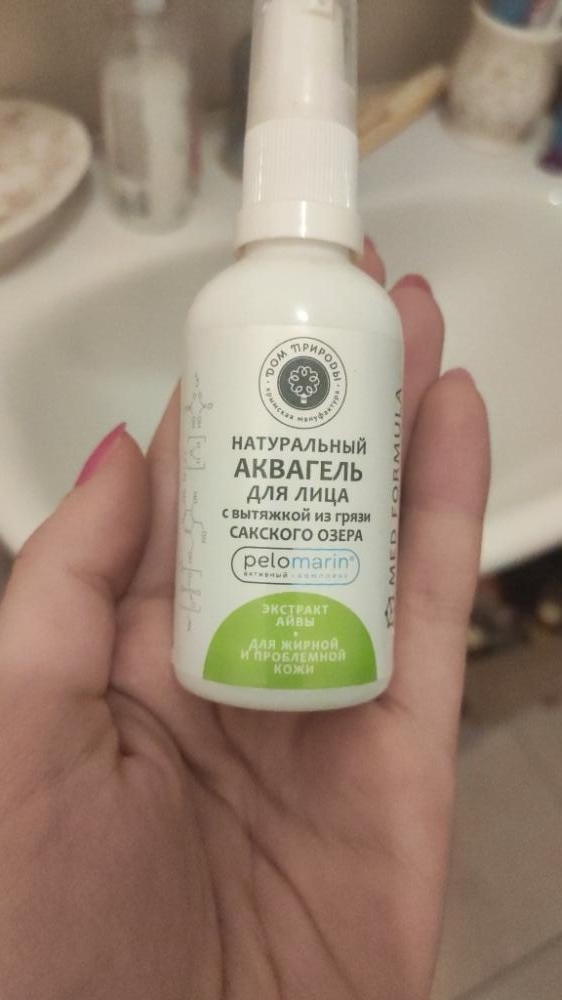 ДОМ ПРИРОДЫ
крымская мануфактура
НАТУРАЛЬНЫЙ
АКВАГЕЛЬ
ДЛЯ ЛИЦА
С ВЫТЯЖКОЙ ИЗ ГРЯЗИ
САКСКОГО ОЗЕРА
pelomarin®
активный комплекс
ЭКСТРАКТ
АЙВЫ
•
ДЛЯ ЖИРНОЙ
И ПРОБЛЕМНОЙ
КОЖИ
MED FORMULA